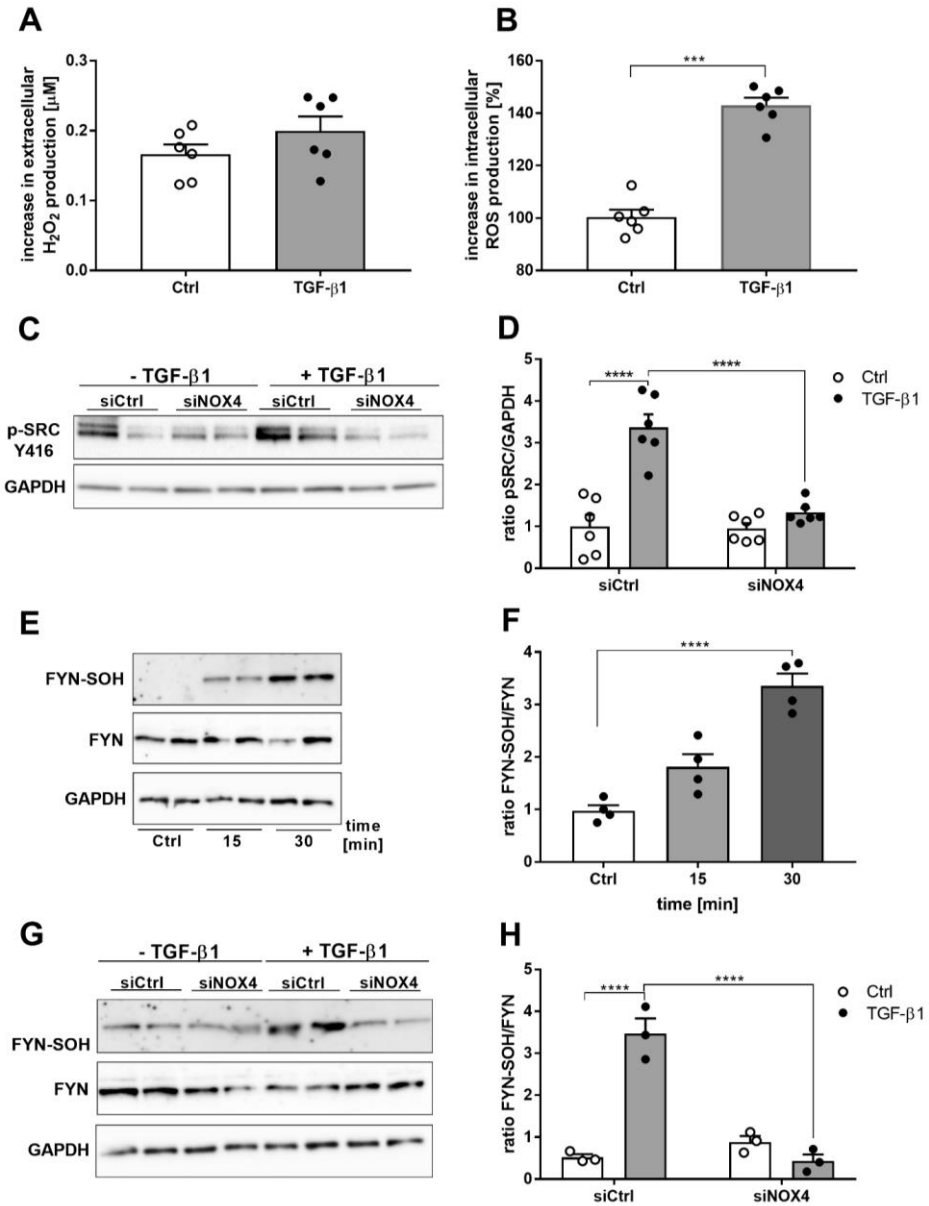 A
increase in extracellular
H₂O₂ production [µM]
0.3
0.2
0.1
0.0
Ctrl
TGF-β1
B
increase in intracellular
ROS production [%]
160
140
120
100
80
***
Ctrl
TGF-β1
C
- TGF-β1
+ TGF-β1
siCtrl siNOX4 siCtrl siNOX4
p-SRC
Y416
GAPDH
D
ratio pSRC/GAPDH
5
4
3
2
1
0
**** ****
siCtrl
siNOX4
Ctrl
TGF-β1
E
FYN-SOH
FYN
GAPDH
Ctrl 15 30
time
[min]
F
ratio FYN-SOH/FYN
4
3
2
1
0
****
Ctrl 15 30
time [min]
G
- TGF-β1
+ TGF-β1
siCtrl siNOX4 siCtrl siNOX4
FYN-SOH
FYN
GAPDH
H
ratio FYN-SOH/FYN
5
4
3
2
1
0
**** ****
siCtrl
siNOX4
Ctrl
TGF-β1